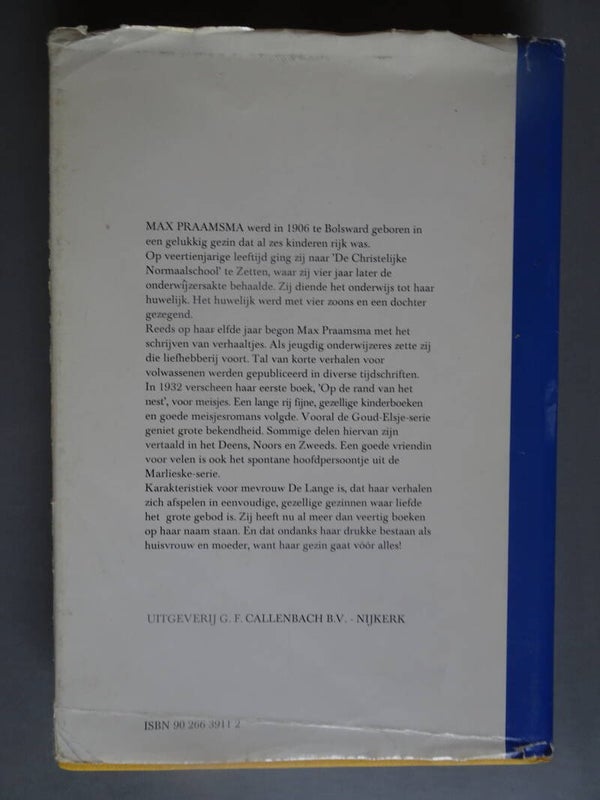 MAX PRAAMSMA werd in 1906 te Bolsward geboren in
een gelukkig gezin dat al zes kinderen rijk was.
Op veertienjarige leeftijd ging zij naar 'De Christelijke
Normaalschool' te Zetten, waar zij vier jaar later de
onderwijzersakte behaalde. Zij diende het onderwijs tot haar
huwelijk. Het huwelijk werd met vier zoons en een dochter
gezegend.
Reeds op haar elfde jaar begon Max Praamsma met het
schrijven van verhaaltjes. Als jeugdig onderwijzeres zette zij
die liefhebberij voort. Tal van korte verhalen voor
volwassenen werden gepubliceerd in diverse tijdschriften.
In 1932 verscheen haar eerste boek, 'Op de rand van het
nest', voor meisjes. Een lange rij fijne, gezellige kinderboeken
en goede meisjesromans volgde. Vooral de Goud-Elsje-serie
geniet grote bekendheid. Sommige delen hiervan zijn
vertaald in het Deens, Noors en Zweeds. Een goede vriendin
voor velen is ook het spontane hoofdpersoontje uit de
Marlieske-serie.
Karakteristiek voor mevrouw De Lange is, dat haar verhalen
zich afspelen in eenvoudige, gezellige gezinnen waar liefde
het grote gebod is. Zij heeft nu al meer dan veertig boeken
op haar naam staan. En dat ondanks haar drukke bestaan als
huisvrouw en moeder, want haar gezin gaat vóór alles!
UITGEVERIJ G. F. CALLENBACH B.V. - NIJKERK
ISBN 90 266 3911 2